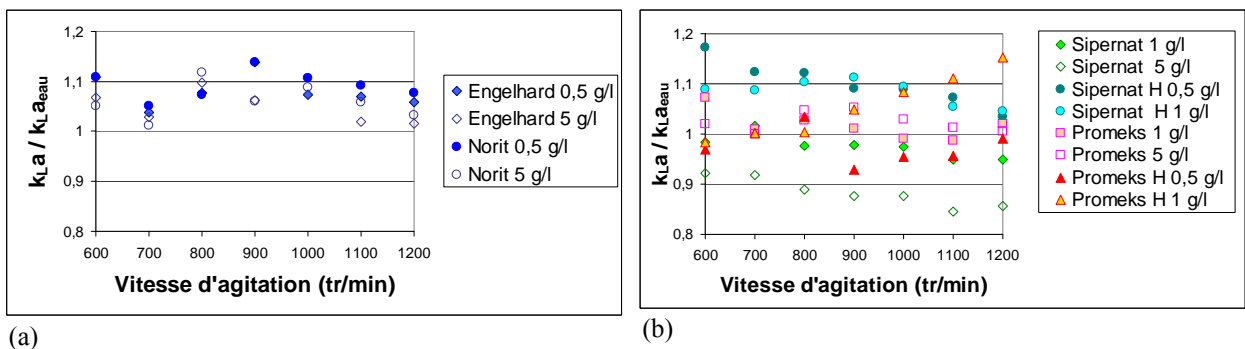 1,2
1,1
1
0,9
0,8
kLa / kLaeau
600 700 800 900 1000 1100 1200
Vitesse d'agitation (tr/min)
Engelhard 0,5 g/l
Engelhard 5 g/l
Norit 0,5 g/l
Norit 5 g/l
(a)
1,2
1,1
1
0,9
0,8
kLa / kLaeau
600 700 800 900 1000 1100 1200
Vitesse d'agitation (tr/min)
Sipernat 1 g/l
Sipernat 5 g/l
Sipernat H 0,5 g/l
Sipernat H 1 g/l
Promeks 1 g/l
Promeks 5 g/l
Promeks H 0,5 g/l
Promeks H 1 g/l
(b)